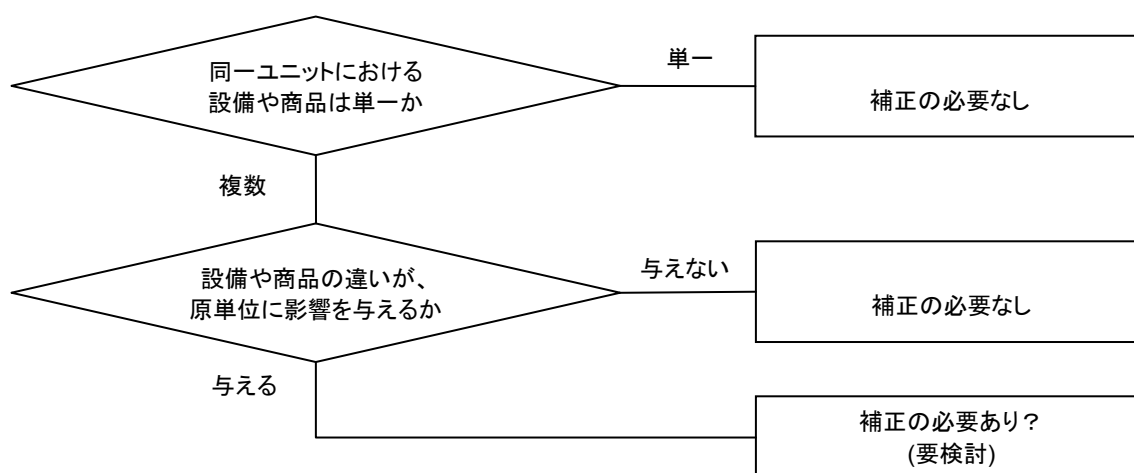 同一ユニットにおける
設備や商品は単一か
単一
補正の必要なし
複数
設備や商品の違いが、
原単位に影響を与えるか
与えない
補正の必要なし
与える
補正の必要あり？
(要検討)